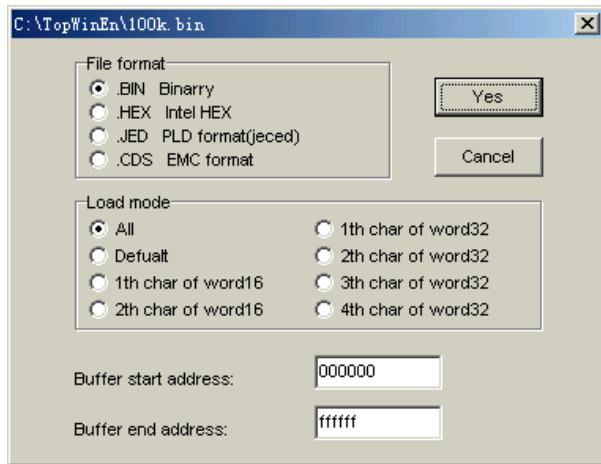 C:\TopWinEn\100k.bin
File format
.BIN Binarry
.HEX Intel HEX
.JED PLD format(jeced)
.CDS EMC format
Yes
Cancel
Load mode
All
Defualt
1th char of word16
2th char of word16
1th char of word32
2th char of word32
3th char of word32
4th char of word32
Buffer start address: 000000
Buffer end address: ffffff